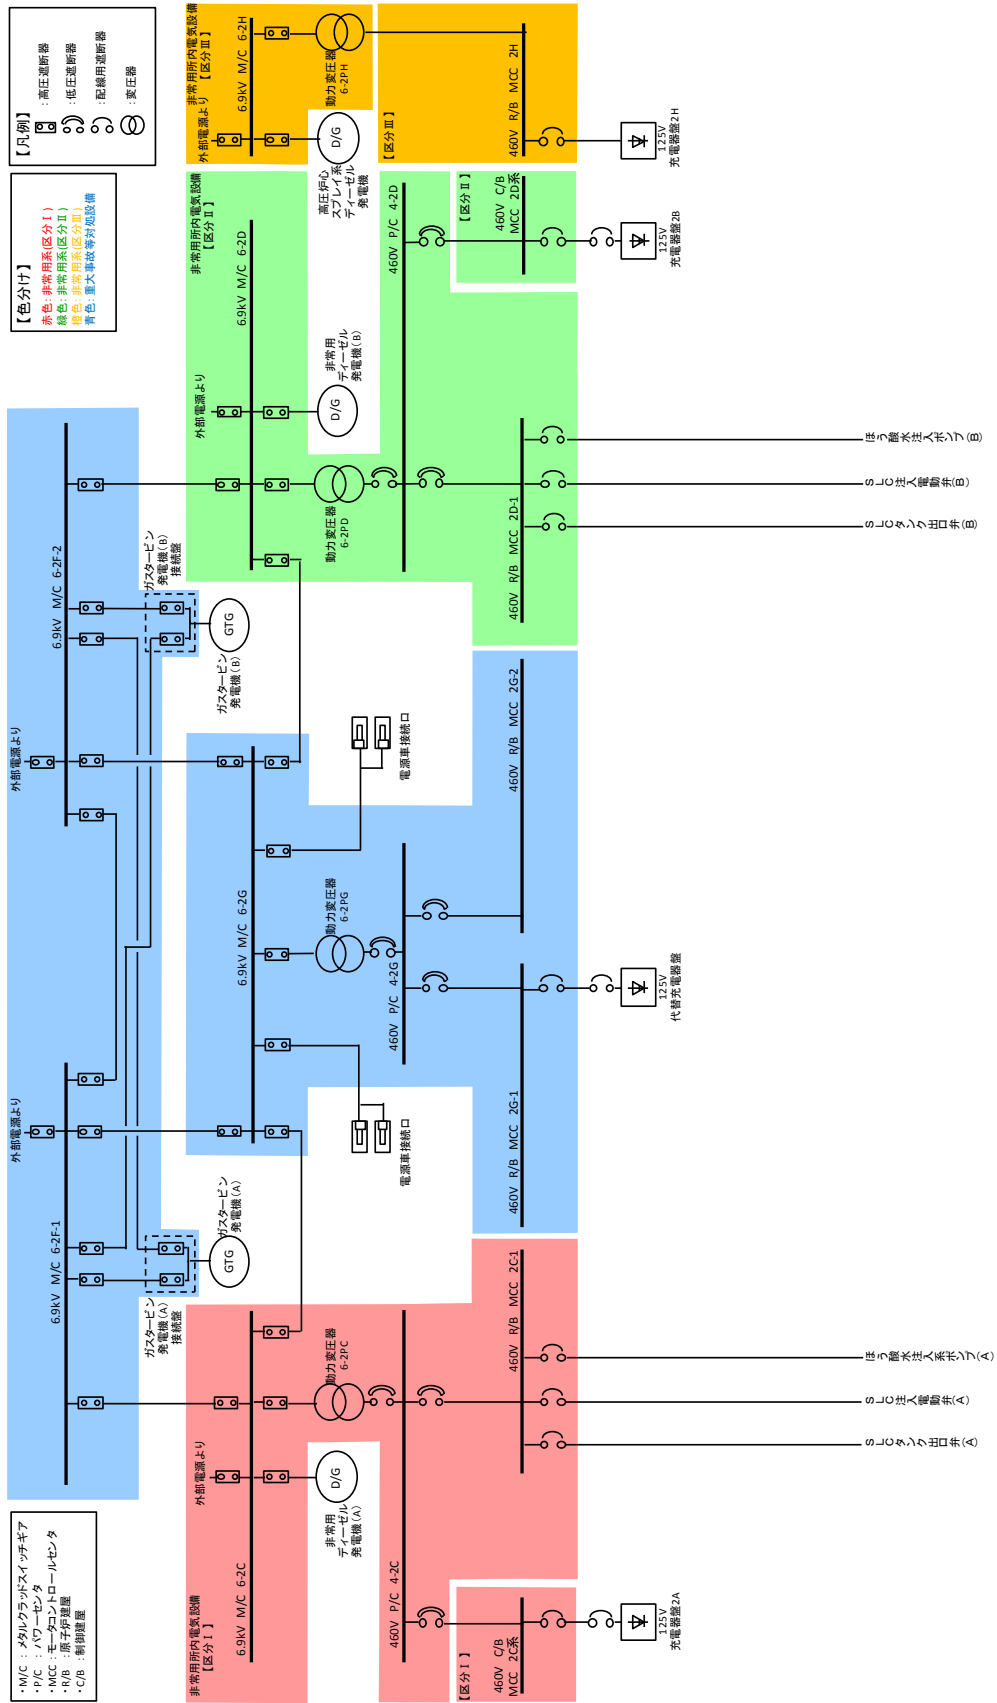 ・M/C ： メタルクラッドスイッチギア
・P/C ： パワーセンタ
・MCC ：モータコントロールセンタ
・R/B ：原子炉建屋
・C/B ：制御建屋
外部電源より
6.9kV M/C 6-2F-1
ガスタービン
発電機(A)
接続盤
GTG
ガスタービン
発電機(A)
外部電源より
6.9kV M/C 6-2F-2
ガスタービン
発電機(B)
接続盤
GTG
ガスタービン
発電機(B)
【色分け】
赤色：非常用系(区分Ⅰ)
緑色：非常用系(区分Ⅱ)
橙色：非常用系(区分Ⅲ)
青色：重大事故等対処設備
【凡例】
：高圧遮断器
：低圧遮断器
：配線用遮断器
：変圧器
非常用所内電気設備
【区分Ⅰ】
外部電源より
6.9kV M/C 6-2C
D/G
非常用
ディーゼル
発電機(A)
動力変圧器
6-2PC
460V P/C 4-2C
【区分Ⅰ】
460V C/B
MCC 2C系
460V R/B MCC 2C-1
125V
充電器盤2A
SLCタンク出口弁(A)
SLC注入電動弁(A)
ほう酸水注入系ポンプ(A)
6.9kV M/C 6-2G
電源車接続口
動力変圧器
6-2PG
電源車接続口
460V P/C 4-2G
460V R/B MCC 2G-1
460V R/B MCC 2G-2
125V
代替充電器盤
非常用所内電気設備
【区分Ⅱ】
外部電源より
6.9kV M/C 6-2D
動力変圧器
6-2PD
D/G
非常用
ディーゼル
発電機(B)
460V P/C 4-2D
460V R/B MCC 2D-1
【区分Ⅱ】
460V C/B
MCC 2D系
125V
充電器盤2B
SLCタンク出口弁(B)
SLC注入電動弁(B)
ほう酸水注入ポンプ(B)
非常用所内電気設備
【区分Ⅲ】
外部電源より
6.9kV M/C 6-2H
D/G
高圧炉心
スプレイ系
ディーゼル
発電機
動力変圧器
6-2PH
【区分Ⅲ】
460V R/B MCC 2H
125V
充電器盤2H